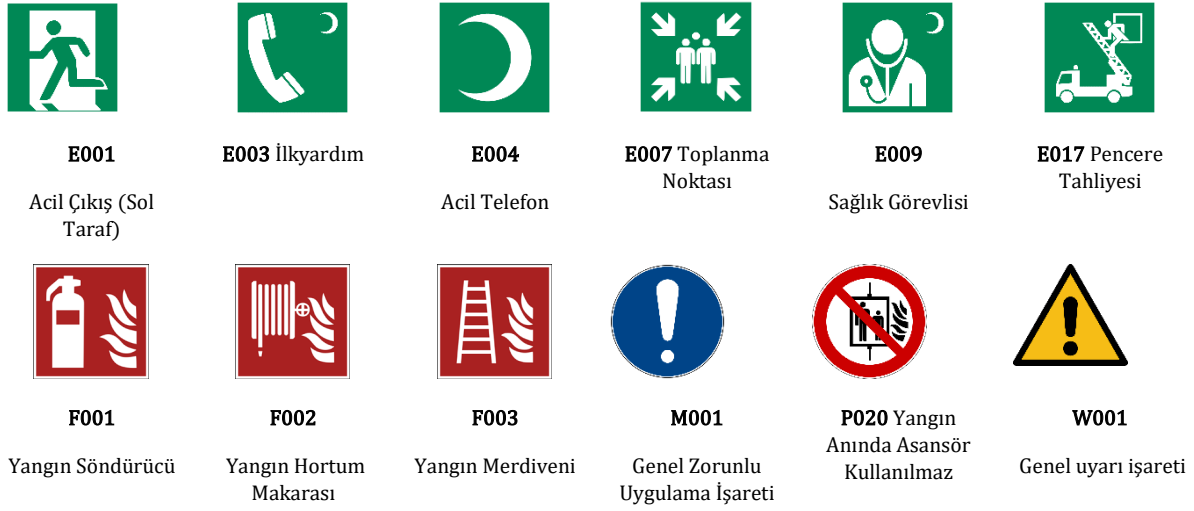 E001
Acil Çıkış (Sol
Taraf)
E003 İlkyardım
E004
Acil Telefon
E007 Toplanma
Noktası
E009
Sağlık Görevlisi
E017 Pencere
Tahliyesi
F001
Yangın Söndürücü
F002
Yangın Hortum
Makarası
F003
Yangın Merdiveni
M001
Genel Zorunlu
Uygulama İşareti
P020 Yangın
Anında Asansör
Kullanılmaz
W001
Genel uyarı işareti